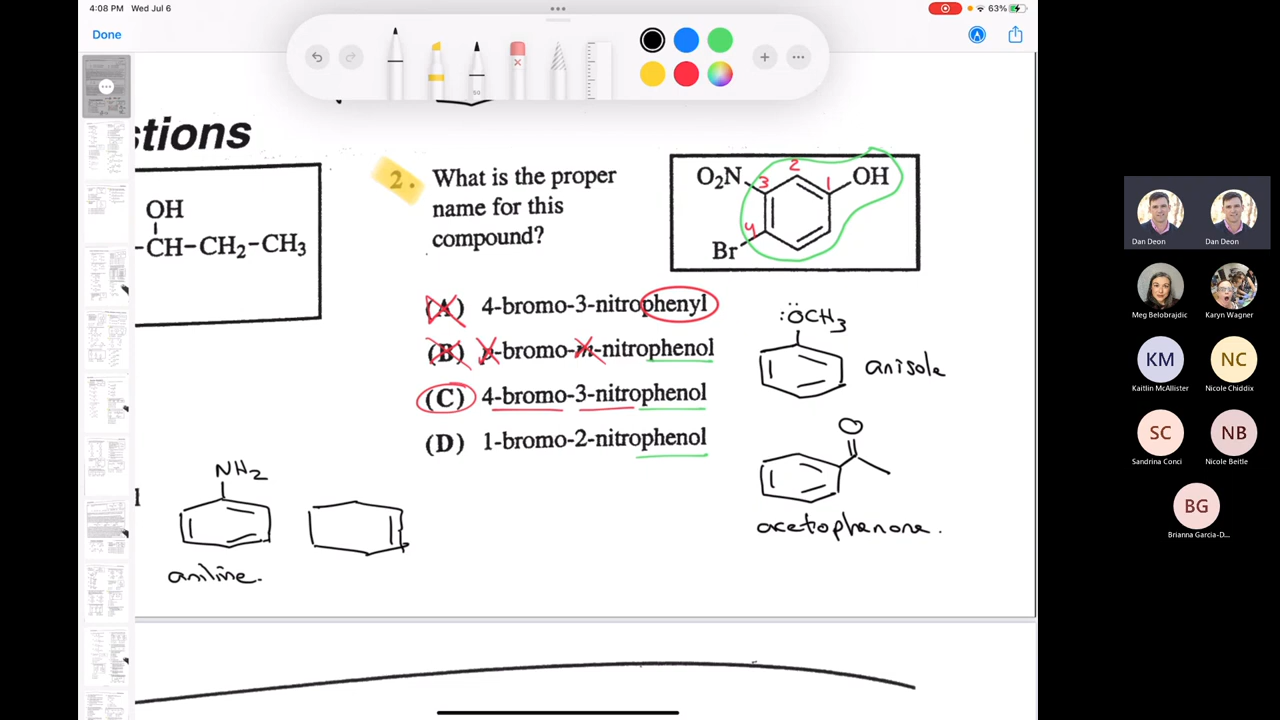 4:08 PM Wed Jul 6
63%
Done
50
stions
OH
-CH-CH2-CH3
2. What is the proper
name for this
compound?
O2N 3 2 1 OH
4
Br
(A) 4-bromo-3-nitrophenyl
(B) p-bromo-m-nitrophenol
(C) 4-bromo-3-nitrophenol
(D) 1-bromo-2-nitrophenol
:OCH3
anisole
O
acetophenone.
NH2
aniline.
Dan Deon Dan Deon
Meg Belobrajdic Karyn Wagner
KM NC
Kaitlin McAllister Nicole Chiddix
SC NB
Sandrina Conci Nicole Beitle
BG
Brianna Garcia-D...